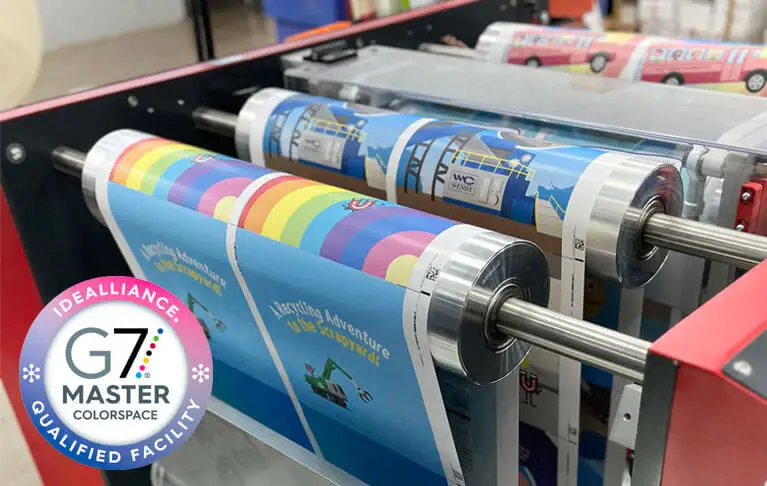 WC
WENDT
A Recycling Adventure
to the Scrapyard!
A Recycling Adventure
to the Scrapyard!
IDEALLIANCE.
G7®
MASTER
COLORSPACE
QUALIFIED FACILITY